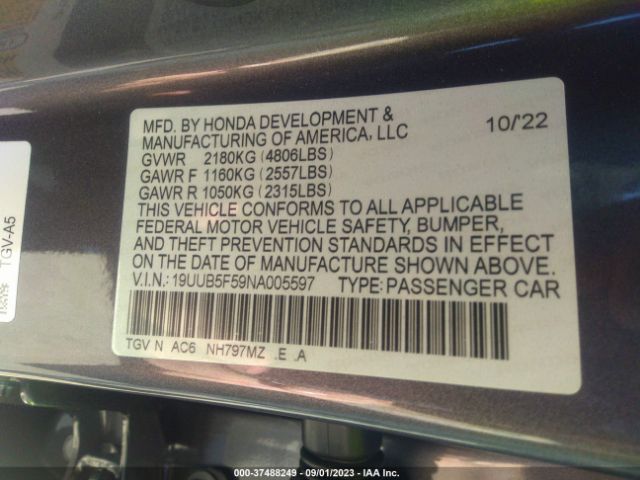 MFD. BY HONDA DEVELOPMENT &
MANUFACTURING OF AMERICA, LLC 10/'22
GVWR 2180KG (4806LBS)
GAWR F 1160KG (2557LBS)
GAWR R 1050KG (2315LBS)
THIS VEHICLE CONFORMS TO ALL APPLICABLE
FEDERAL MOTOR VEHICLE SAFETY, BUMPER,
AND THEFT PREVENTION STANDARDS IN EFFECT
ON THE DATE OF MANUFACTURE SHOWN ABOVE.
V.I.N.: 19UUB5F59NA005597 TYPE: PASSENGER CAR
TGV N AC6 NH797MZ .E .A
TGV-A5
000-37488249 - 09/01/2023 - IAA Inc.